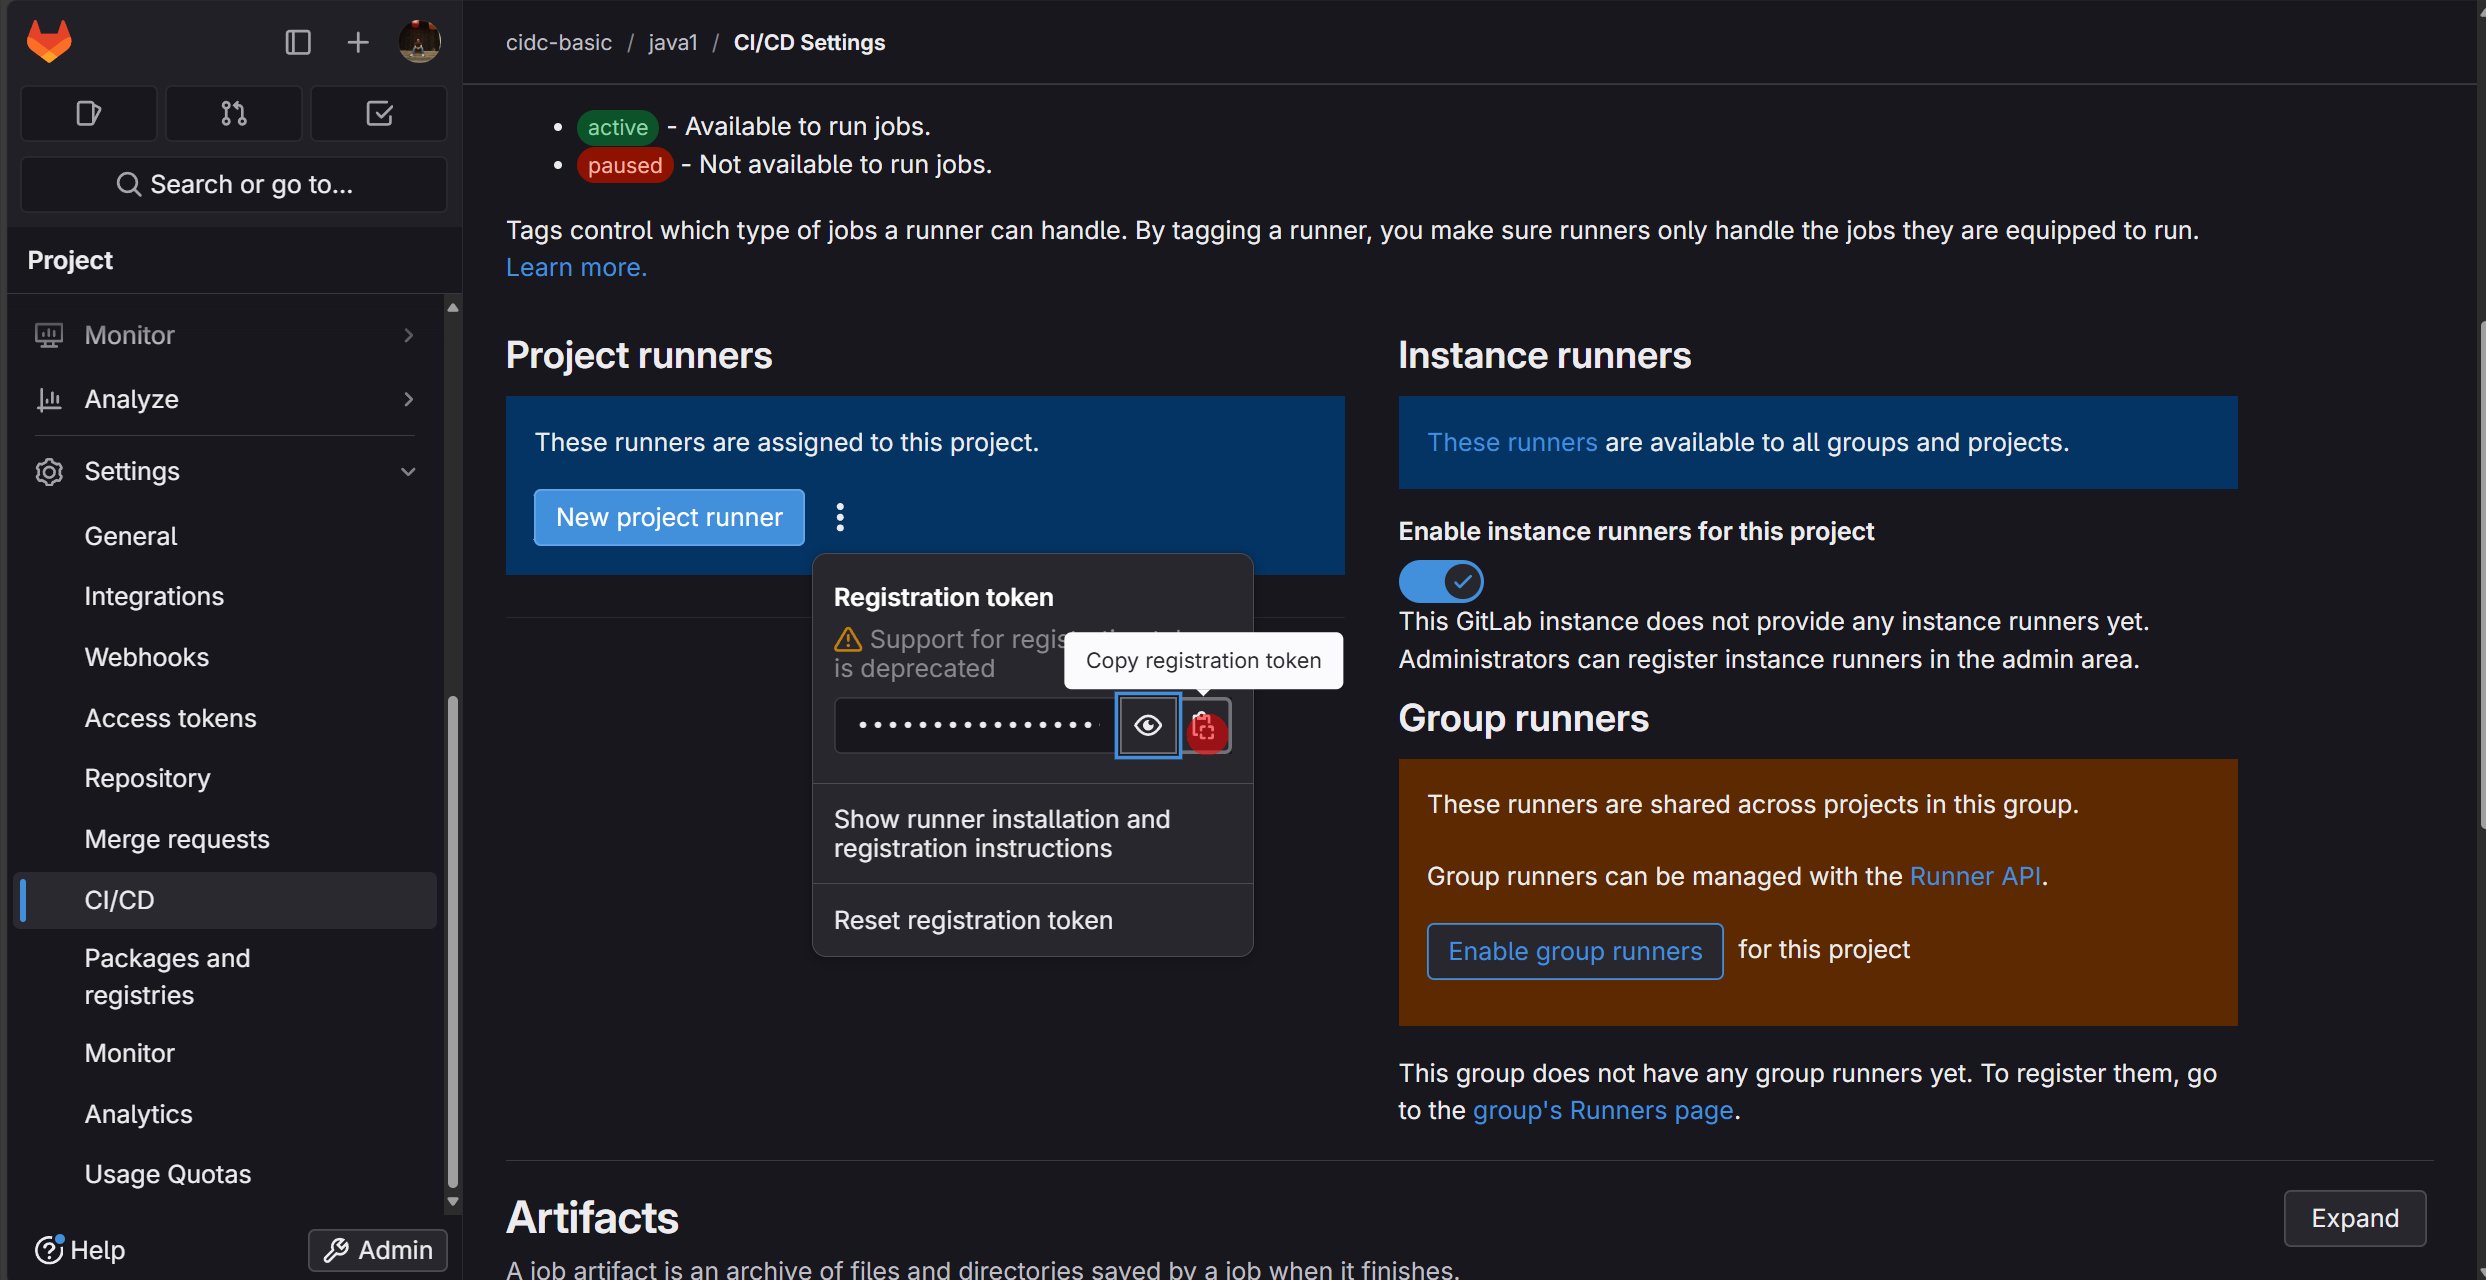 cidc-basic / java1 / CI/CD Settings
Search or go to...
Project
Monitor
Analyze
Settings
General
Integrations
Webhooks
Access tokens
Repository
Merge requests
CI/CD
Packages and
registries
Monitor
Analytics
Usage Quotas
Help
Admin
active - Available to run jobs.
paused - Not available to run jobs.
Tags control which type of jobs a runner can handle. By tagging a runner, you make sure runners only handle the jobs they are equipped to run.
Learn more.
Project runners
These runners are assigned to this project.
New project runner
Registration token
Support for
is deprecated
Copy registration token
Show runner installation and
registration instructions
Reset registration token
Instance runners
These runners are available to all groups and projects.
Enable instance runners for this project
This GitLab instance does not provide any instance runners yet.
Administrators can register instance runners in the admin area.
Group runners
These runners are shared across projects in this group.
Group runners can be managed with the Runner API.
Enable group runners for this project
This group does not have any group runners yet. To register them, go
to the group's Runners page.
Artifacts
Expand
A job artifact is an archive of files and directories saved by a job when it finishes.